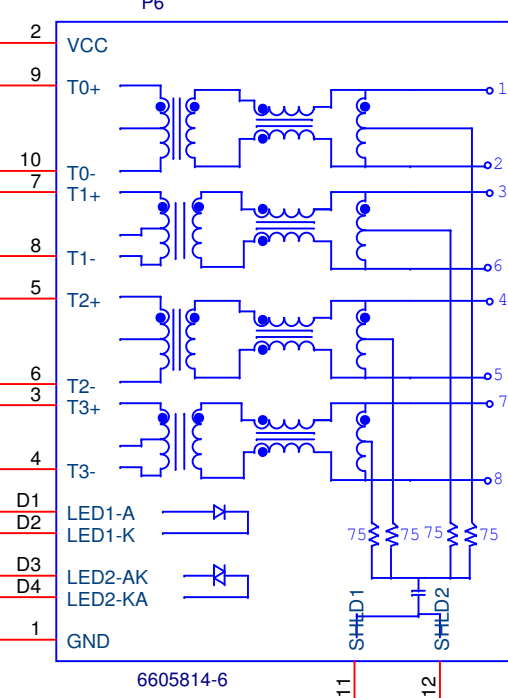 P6
2 VCC
9 T0+
1
2
10 T0-
7 T1+
3
8 T1-
6
5 T2+
4
5
6 T2-
3 T3+
7
4 T3-
8
D1 LED1-A
D2 LED1-K
75 75 75 75
D3 LED2-AK
D4 LED2-KA
SHLD1 SHLD2
1 GND
6605814-6
11 12